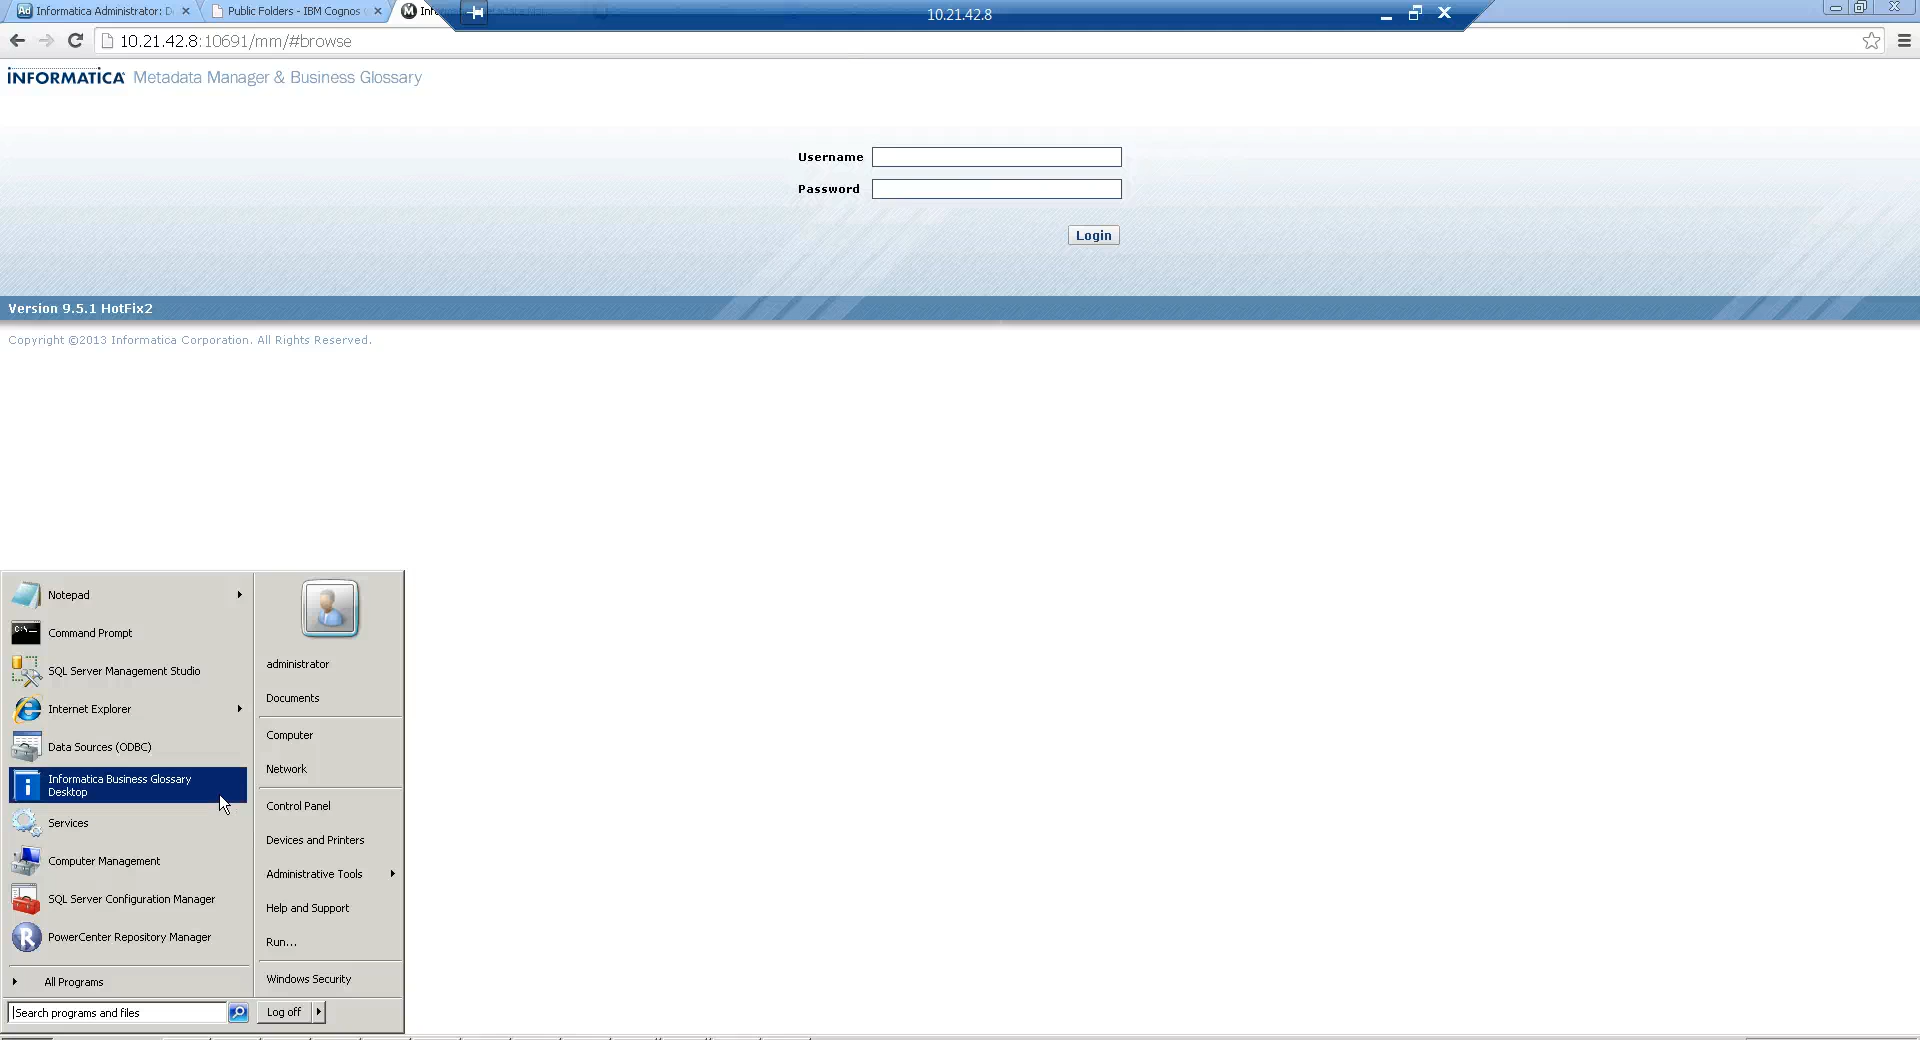 Informatica Administrator: D
Public Folders - IBM Cognos
10.21.42.8
10.21.42.8:10691/mm/#browse
INFORMATICA Metadata Manager & Business Glossary
Username
Password
Login
Version 9.5.1 HotFix2
Copyright ©2013 Informatica Corporation. All Rights Reserved.
Notepad
Command Prompt
SQL Server Management Studio
Internet Explorer
Data Sources (ODBC)
Informatica Business Glossary
Desktop
Services
Computer Management
SQL Server Configuration Manager
PowerCenter Repository Manager
All Programs
Search programs and files
administrator
Documents
Computer
Network
Control Panel
Devices and Printers
Administrative Tools
Help and Support
Run...
Windows Security
Log off